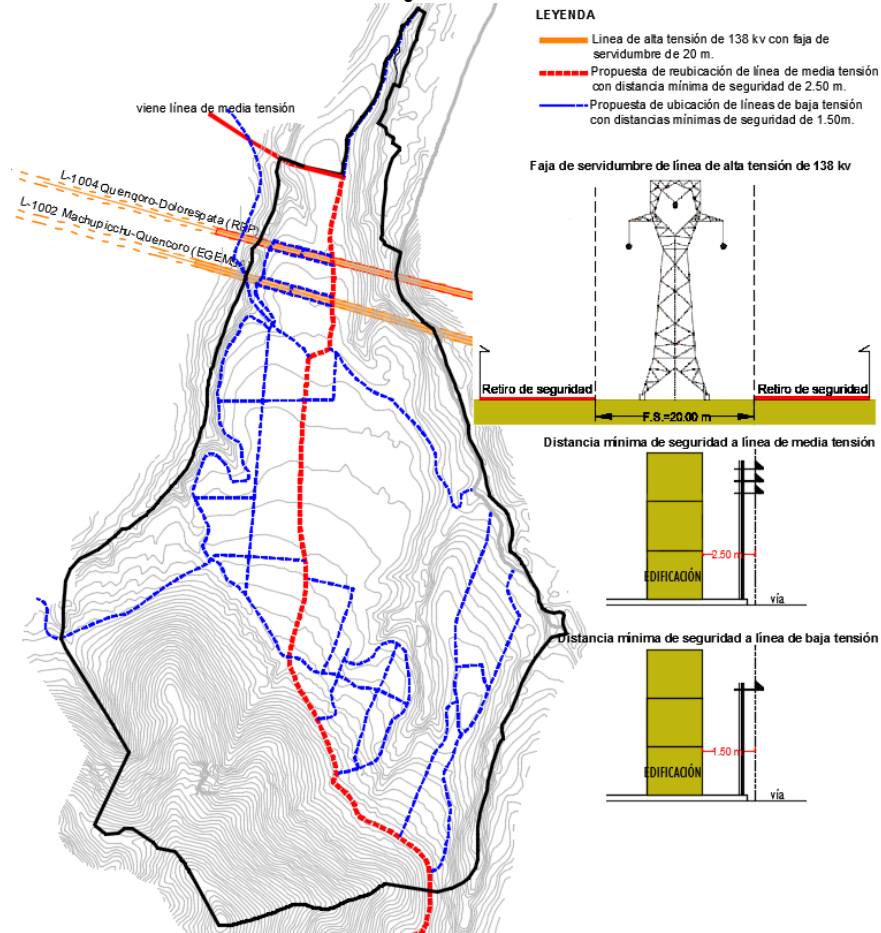 LEYENDA
Linea de alta tensión de 138 kv con faja de
servidumbre de 20 m.
Propuesta de reubicación de línea de media tensión
con distancia mínima de seguridad de 2.50 m.
Propuesta de ubicación de líneas de baja tensión
con distancias mínimas de seguridad de 1.50m.
viene línea de media tensión
L-1004 Quenqoro-Dolorespata (REP)
L-1002 Machupicchu-Quencoro (EGEMS
Faja de servidumbre de línea de alta tensión de 138 kv
Retiro de seguridad
Retiro de seguridad
F.S.=20.00 m
Distancia mínima de seguridad a línea de media tensión
2.50 m
EDIFICACIÓN
vía
Distancia mínima de seguridad a línea de baja tensión
1.50 m
EDIFICACIÓN
vía